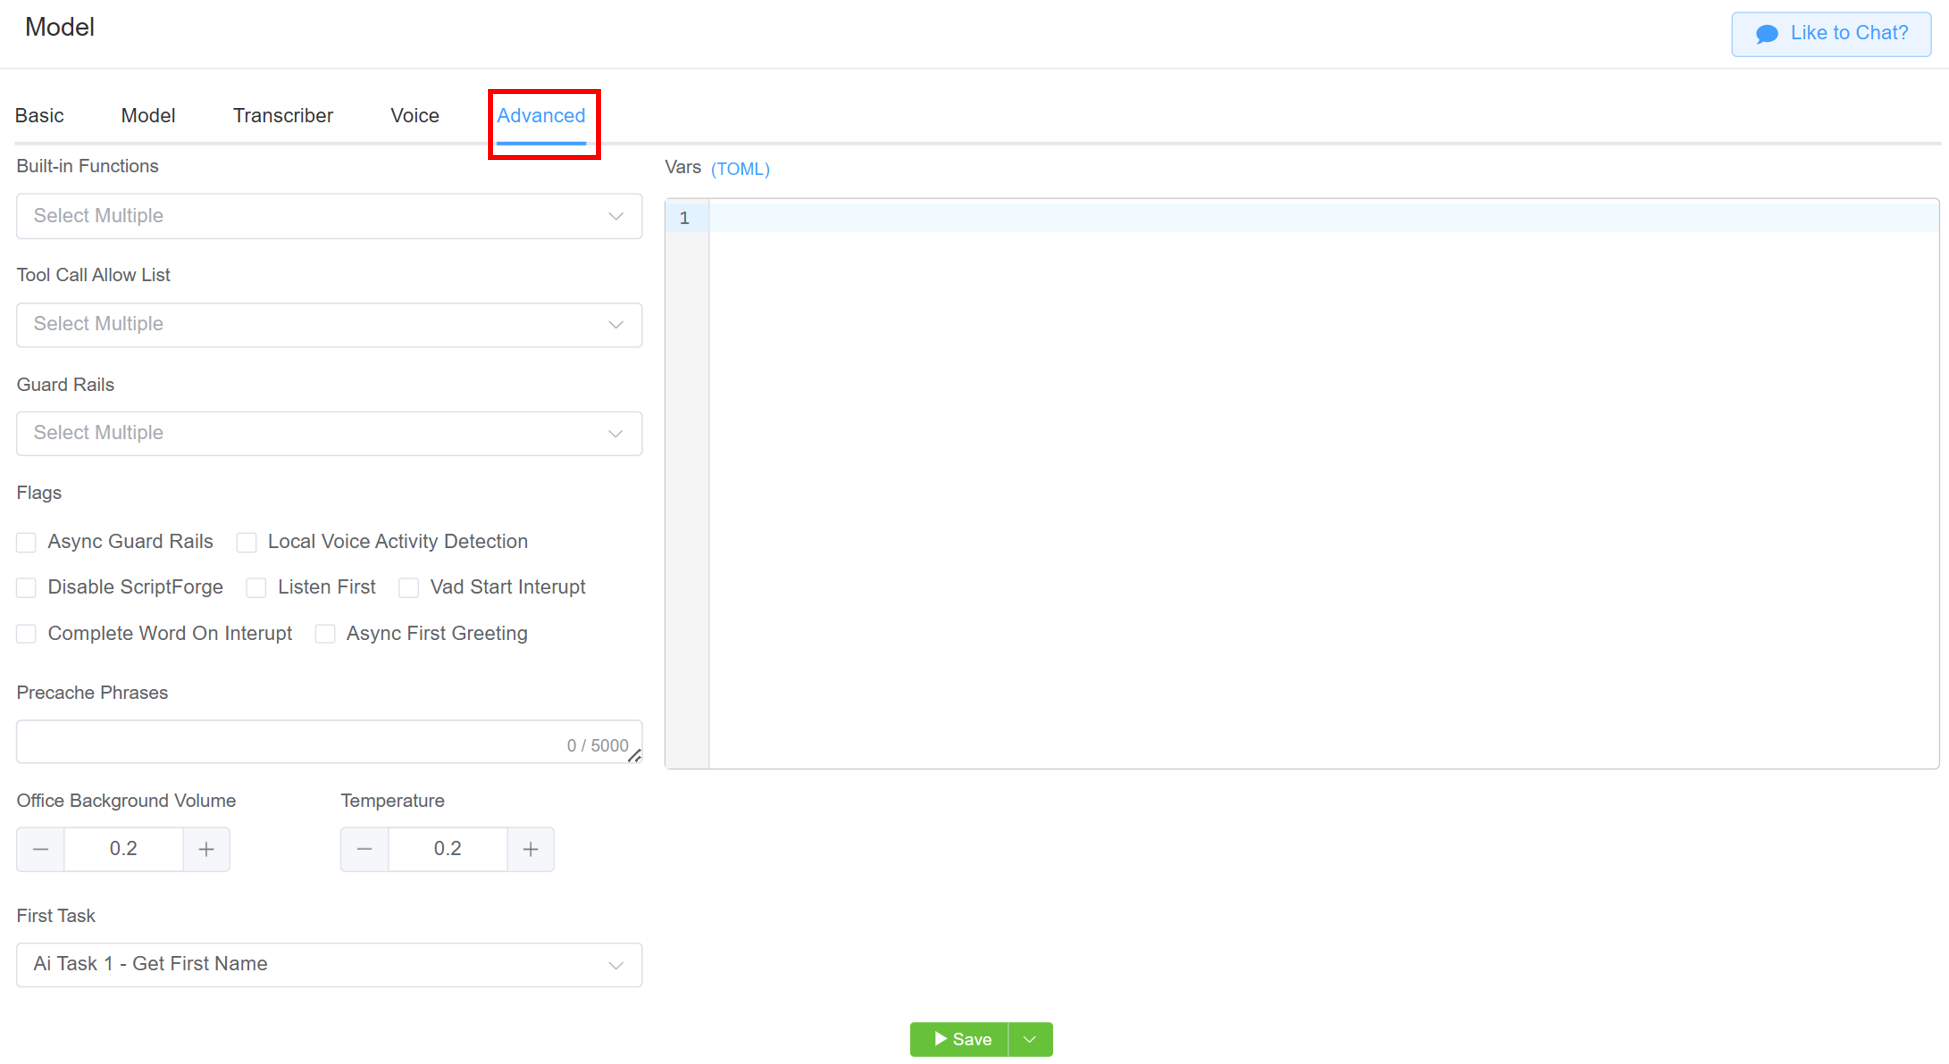 Model
Like to Chat?
Basic
Model
Transcriber
Voice
Advanced
Built-in Functions
Select Multiple
Tool Call Allow List
Select Multiple
Guard Rails
Select Multiple
Flags
Async Guard Rails
Local Voice Activity Detection
Disable ScriptForge
Listen First
Vad Start Interupt
Complete Word On Interupt
Async First Greeting
Precache Phrases
0 / 5000
Office Background Volume
Temperature
0.2
0.2
First Task
Ai Task 1 - Get First Name
Vars (TOML)
1
Save